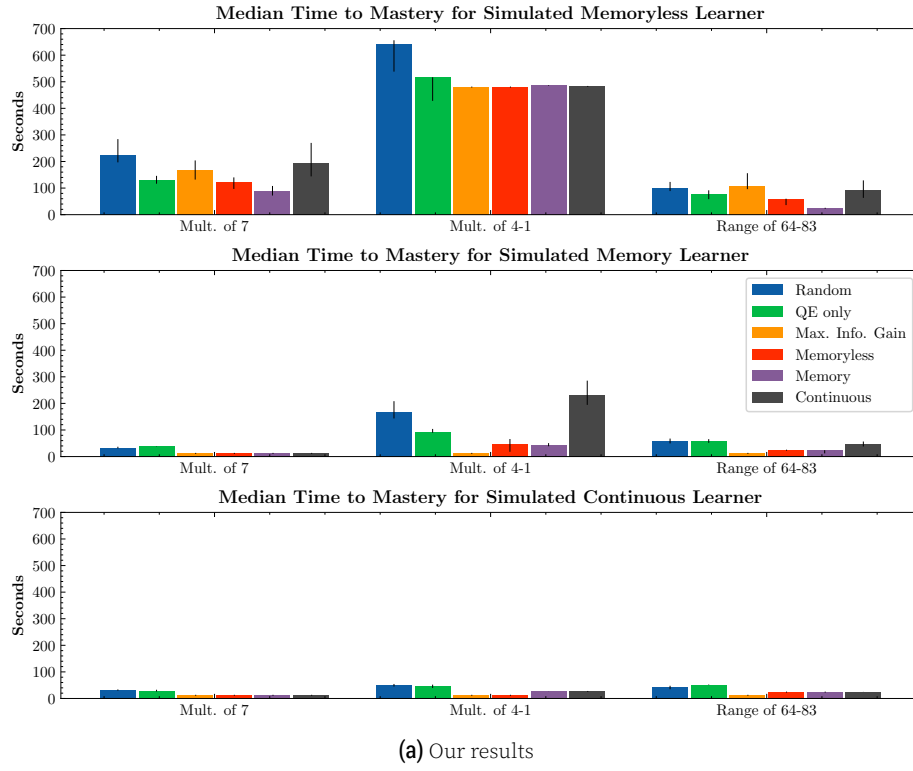 Median Time to Mastery for Simulated Memoryless Learner
700
600
500
400
300
200
100
0
Seconds
Mult. of 7
Mult. of 4-1
Range of 64-83
Median Time to Mastery for Simulated Memory Learner
700
600
500
400
300
200
100
0
Seconds
Random
QE only
Max. Info. Gain
Memoryless
Memory
Continuous
Mult. of 7
Mult. of 4-1
Range of 64-83
Median Time to Mastery for Simulated Continuous Learner
700
600
500
400
300
200
100
0
Seconds
Mult. of 7
Mult. of 4-1
Range of 64-83
(a) Our results